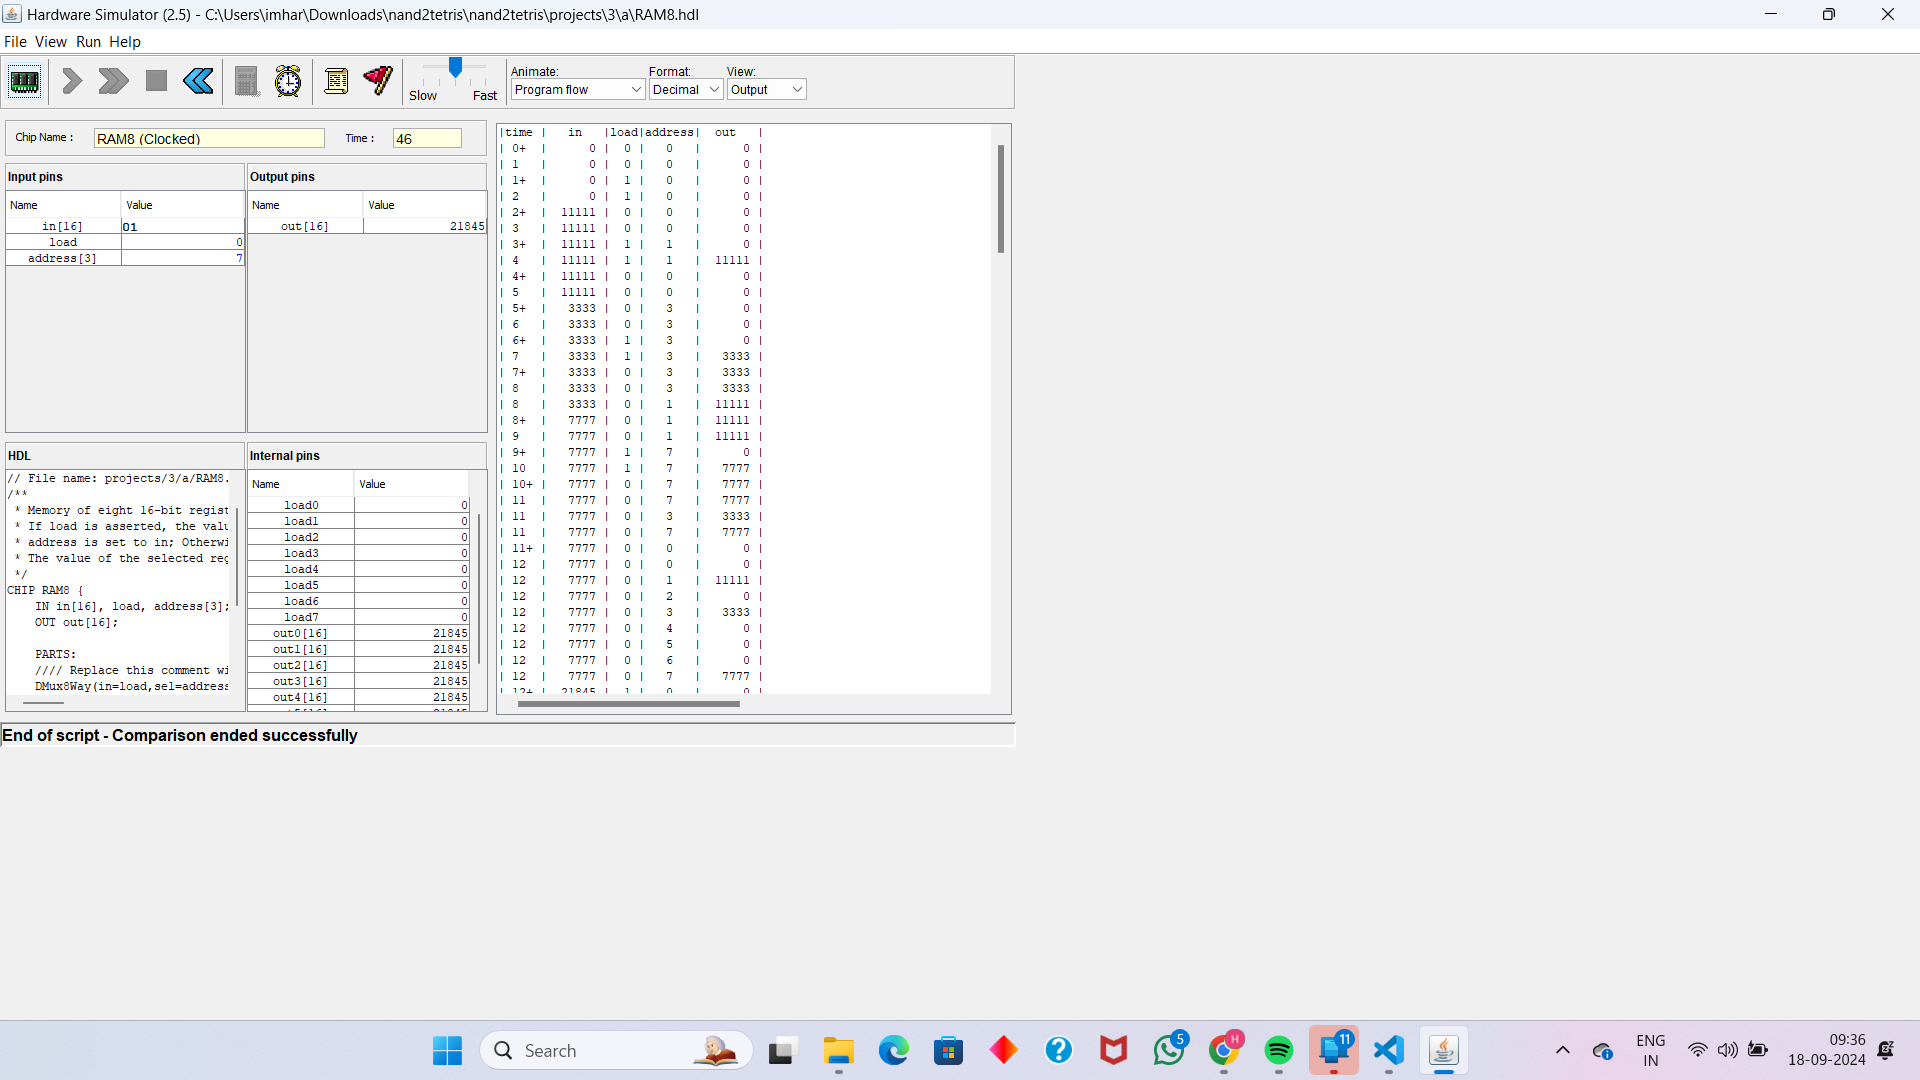 Hardware Simulator (2.5) - C:\Users\imhar\Downloads\nand2tetris\nand2tetris\projects\3\a\RAM8.hdl
File View Run Help
Slow Fast
Animate:
Program flow
Format:
Decimal
View:
Output
Chip Name :
RAM8 (Clocked)
Time :
46
Input pins
Name Value
in[16] 01
load 0
address[3] 7
Output pins
Name Value
out[16] 21845
HDL
// File name: projects/3/a/RAM8.
/**
* Memory of eight 16-bit regist
* If load is asserted, the valu
* address is set to in; Otherwi
* The value of the selected reg
*/
CHIP RAM8 {
IN in[16], load, address[3];
OUT out[16];
PARTS:
//// Replace this comment wi
DMux8Way(in=load,sel=address
Internal pins
Name Value
load0 0
load1 0
load2 0
load3 0
load4 0
load5 0
load6 0
load7 0
out0[16] 21845
out1[16] 21845
out2[16] 21845
out3[16] 21845
out4[16] 21845
|time | in |load|address| out |
| 0+ | 0 | 0 | 0 | 0 |
| 1 | 0 | 0 | 0 | 0 |
| 1+ | 0 | 1 | 0 | 0 |
| 2 | 0 | 1 | 0 | 0 |
| 2+ | 11111 | 0 | 0 | 0 |
| 3 | 11111 | 0 | 0 | 0 |
| 3+ | 11111 | 1 | 1 | 0 |
| 4 | 11111 | 1 | 1 | 11111 |
| 4+ | 11111 | 0 | 0 | 0 |
| 5 | 11111 | 0 | 0 | 0 |
| 5+ | 3333 | 0 | 3 | 0 |
| 6 | 3333 | 0 | 3 | 0 |
| 6+ | 3333 | 1 | 3 | 0 |
| 7 | 3333 | 1 | 3 | 3333 |
| 7+ | 3333 | 0 | 3 | 3333 |
| 8 | 3333 | 0 | 3 | 3333 |
| 8 | 3333 | 0 | 1 | 11111 |
| 8+ | 7777 | 0 | 1 | 11111 |
| 9 | 7777 | 0 | 1 | 11111 |
| 9+ | 7777 | 1 | 7 | 0 |
| 10 | 7777 | 1 | 7 | 7777 |
| 10+ | 7777 | 0 | 7 | 7777 |
| 11 | 7777 | 0 | 7 | 7777 |
| 11 | 7777 | 0 | 3 | 3333 |
| 11 | 7777 | 0 | 7 | 7777 |
| 11+ | 7777 | 0 | 0 | 0 |
| 12 | 7777 | 0 | 0 | 0 |
| 12 | 7777 | 0 | 1 | 11111 |
| 12 | 7777 | 0 | 2 | 0 |
| 12 | 7777 | 0 | 3 | 3333 |
| 12 | 7777 | 0 | 4 | 0 |
| 12 | 7777 | 0 | 5 | 0 |
| 12 | 7777 | 0 | 6 | 0 |
| 12 | 7777 | 0 | 7 | 7777 |
| 12+ | 21845 | 1 | 0 | 0 |
End of script - Comparison ended successfully
Search
5
H
11
ENG
IN
09:36
18-09-2024